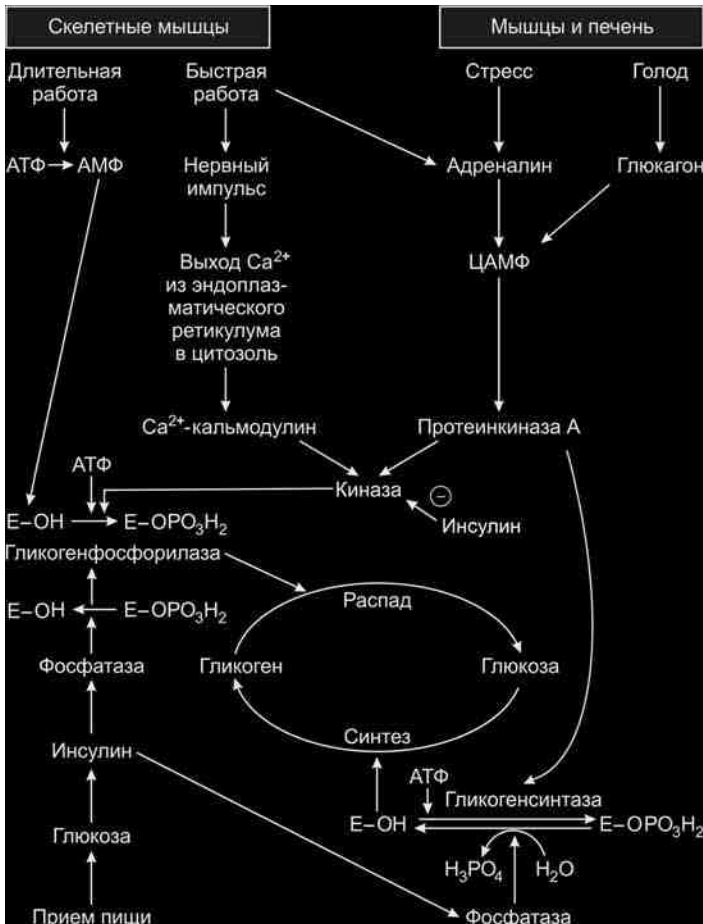 Скелетные мышцы
Мышцы и печень
Длительная
работа
Быстрая
работа
Стресс
Голод
АТФ
АМФ
Нервный
импульс
Адреналин
Глюкагон
Выход Ca²⁺
из эндоплаз-
матического
ретикулума
в цитозоль
ЦАМФ
Ca²⁺-кальмодулин
Протеинкиназа А
АТФ
Киназа
−
Инсулин
E–OH
E–OPO₃H₂
Гликогенфосфорилаза
E–OH
E–OPO₃H₂
Распад
Фосфатаза
Гликоген
Глюкоза
Синтез
Инсулин
АТФ
Гликогенсинтаза
E–OH
E–OPO₃H₂
Глюкоза
H₃PO₄
H₂O
Прием пищи
Фосфатаза